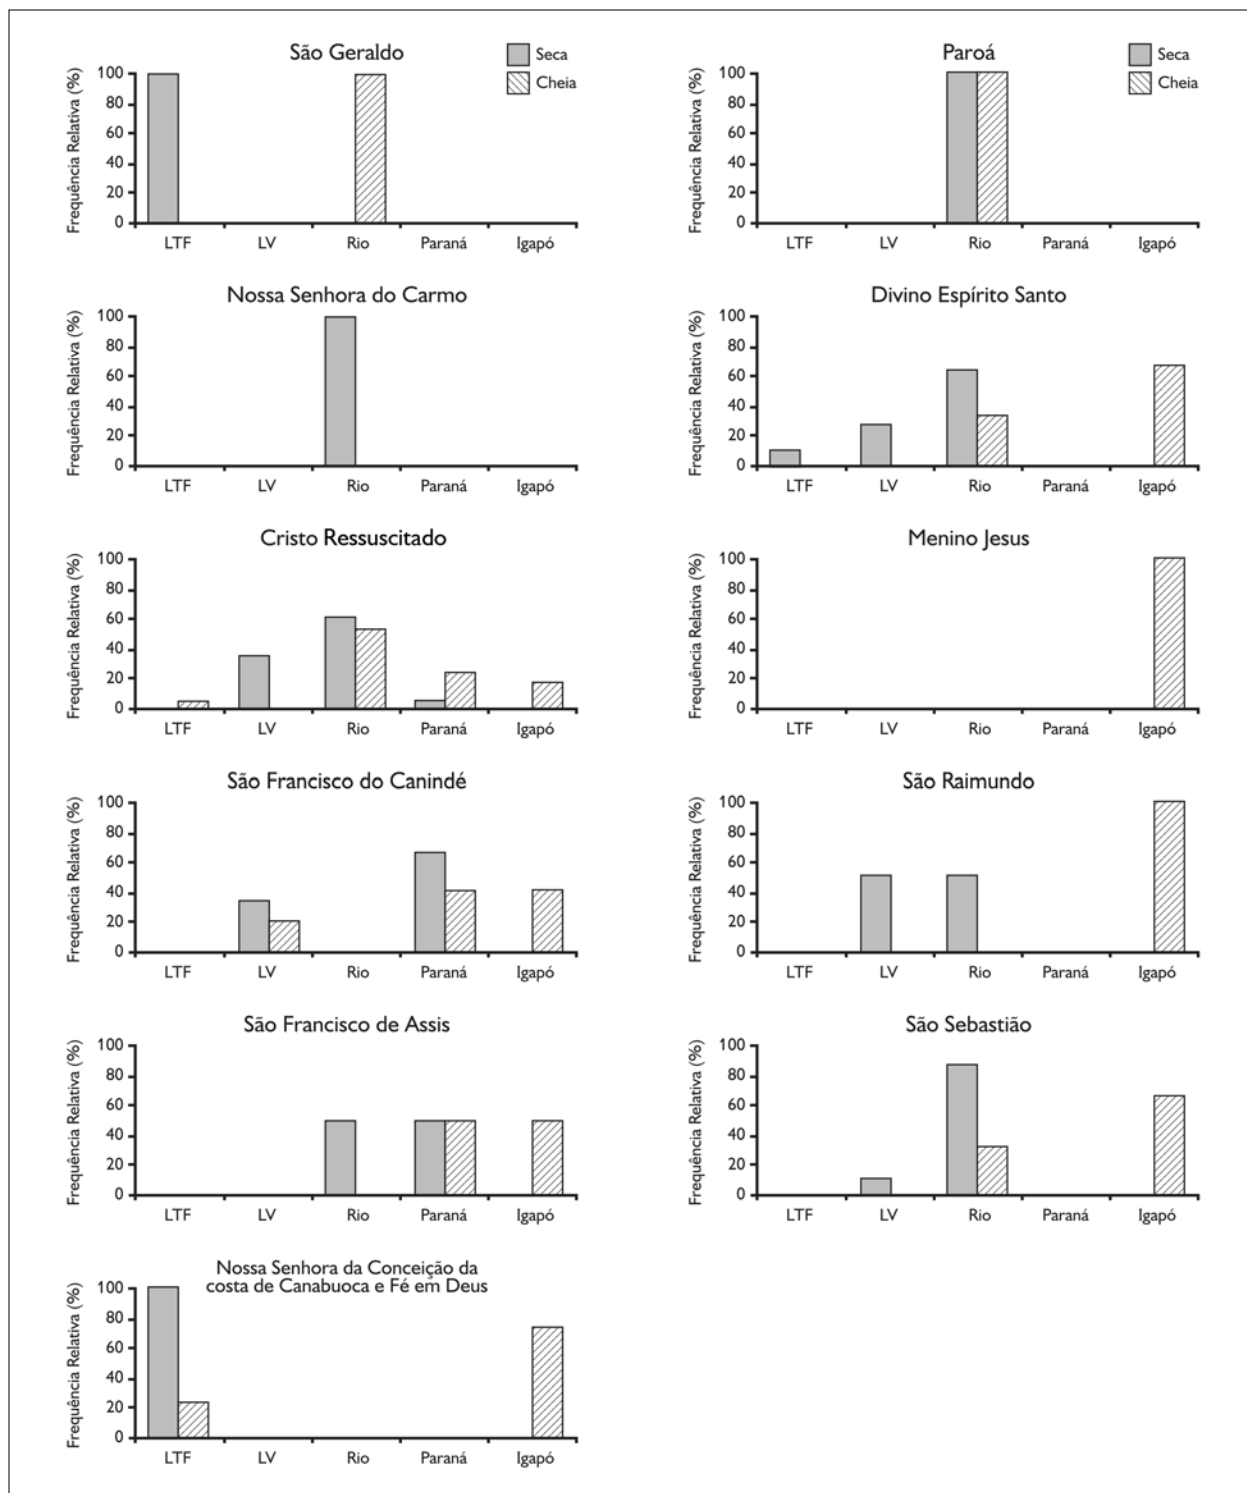 São Geraldo
Seca
Cheia
Frequência Relativa (%)
100
80
60
40
20
0
LTF LV Rio Paraná Igapó
Paroá
Seca
Cheia
Frequência Relativa (%)
100
80
60
40
20
0
LTF LV Rio Paraná Igapó
Nossa Senhora do Carmo
Frequência Relativa (%)
100
80
60
40
20
0
LTF LV Rio Paraná Igapó
Divino Espírito Santo
Frequência Relativa (%)
100
80
60
40
20
0
LTF LV Rio Paraná Igapó
Cristo Ressuscitado
Frequência Relativa (%)
100
80
60
40
20
0
LTF LV Rio Paraná Igapó
Menino Jesus
Frequência Relativa (%)
100
80
60
40
20
0
LTF LV Rio Paraná Igapó
São Francisco do Canindé
Frequência Relativa (%)
100
80
60
40
20
0
LTF LV Rio Paraná Igapó
São Raimundo
Frequência Relativa (%)
100
80
60
40
20
0
LTF LV Rio Paraná Igapó
São Francisco de Assis
Frequência Relativa (%)
100
80
60
40
20
0
LTF LV Rio Paraná Igapó
São Sebastião
Frequência Relativa (%)
100
80
60
40
20
0
LTF LV Rio Paraná Igapó
Nossa Senhora da Conceição da
costa de Canabuoca e Fé em Deus
Frequência Relativa (%)
100
80
60
40
20
0
LTF LV Rio Paraná Igapó